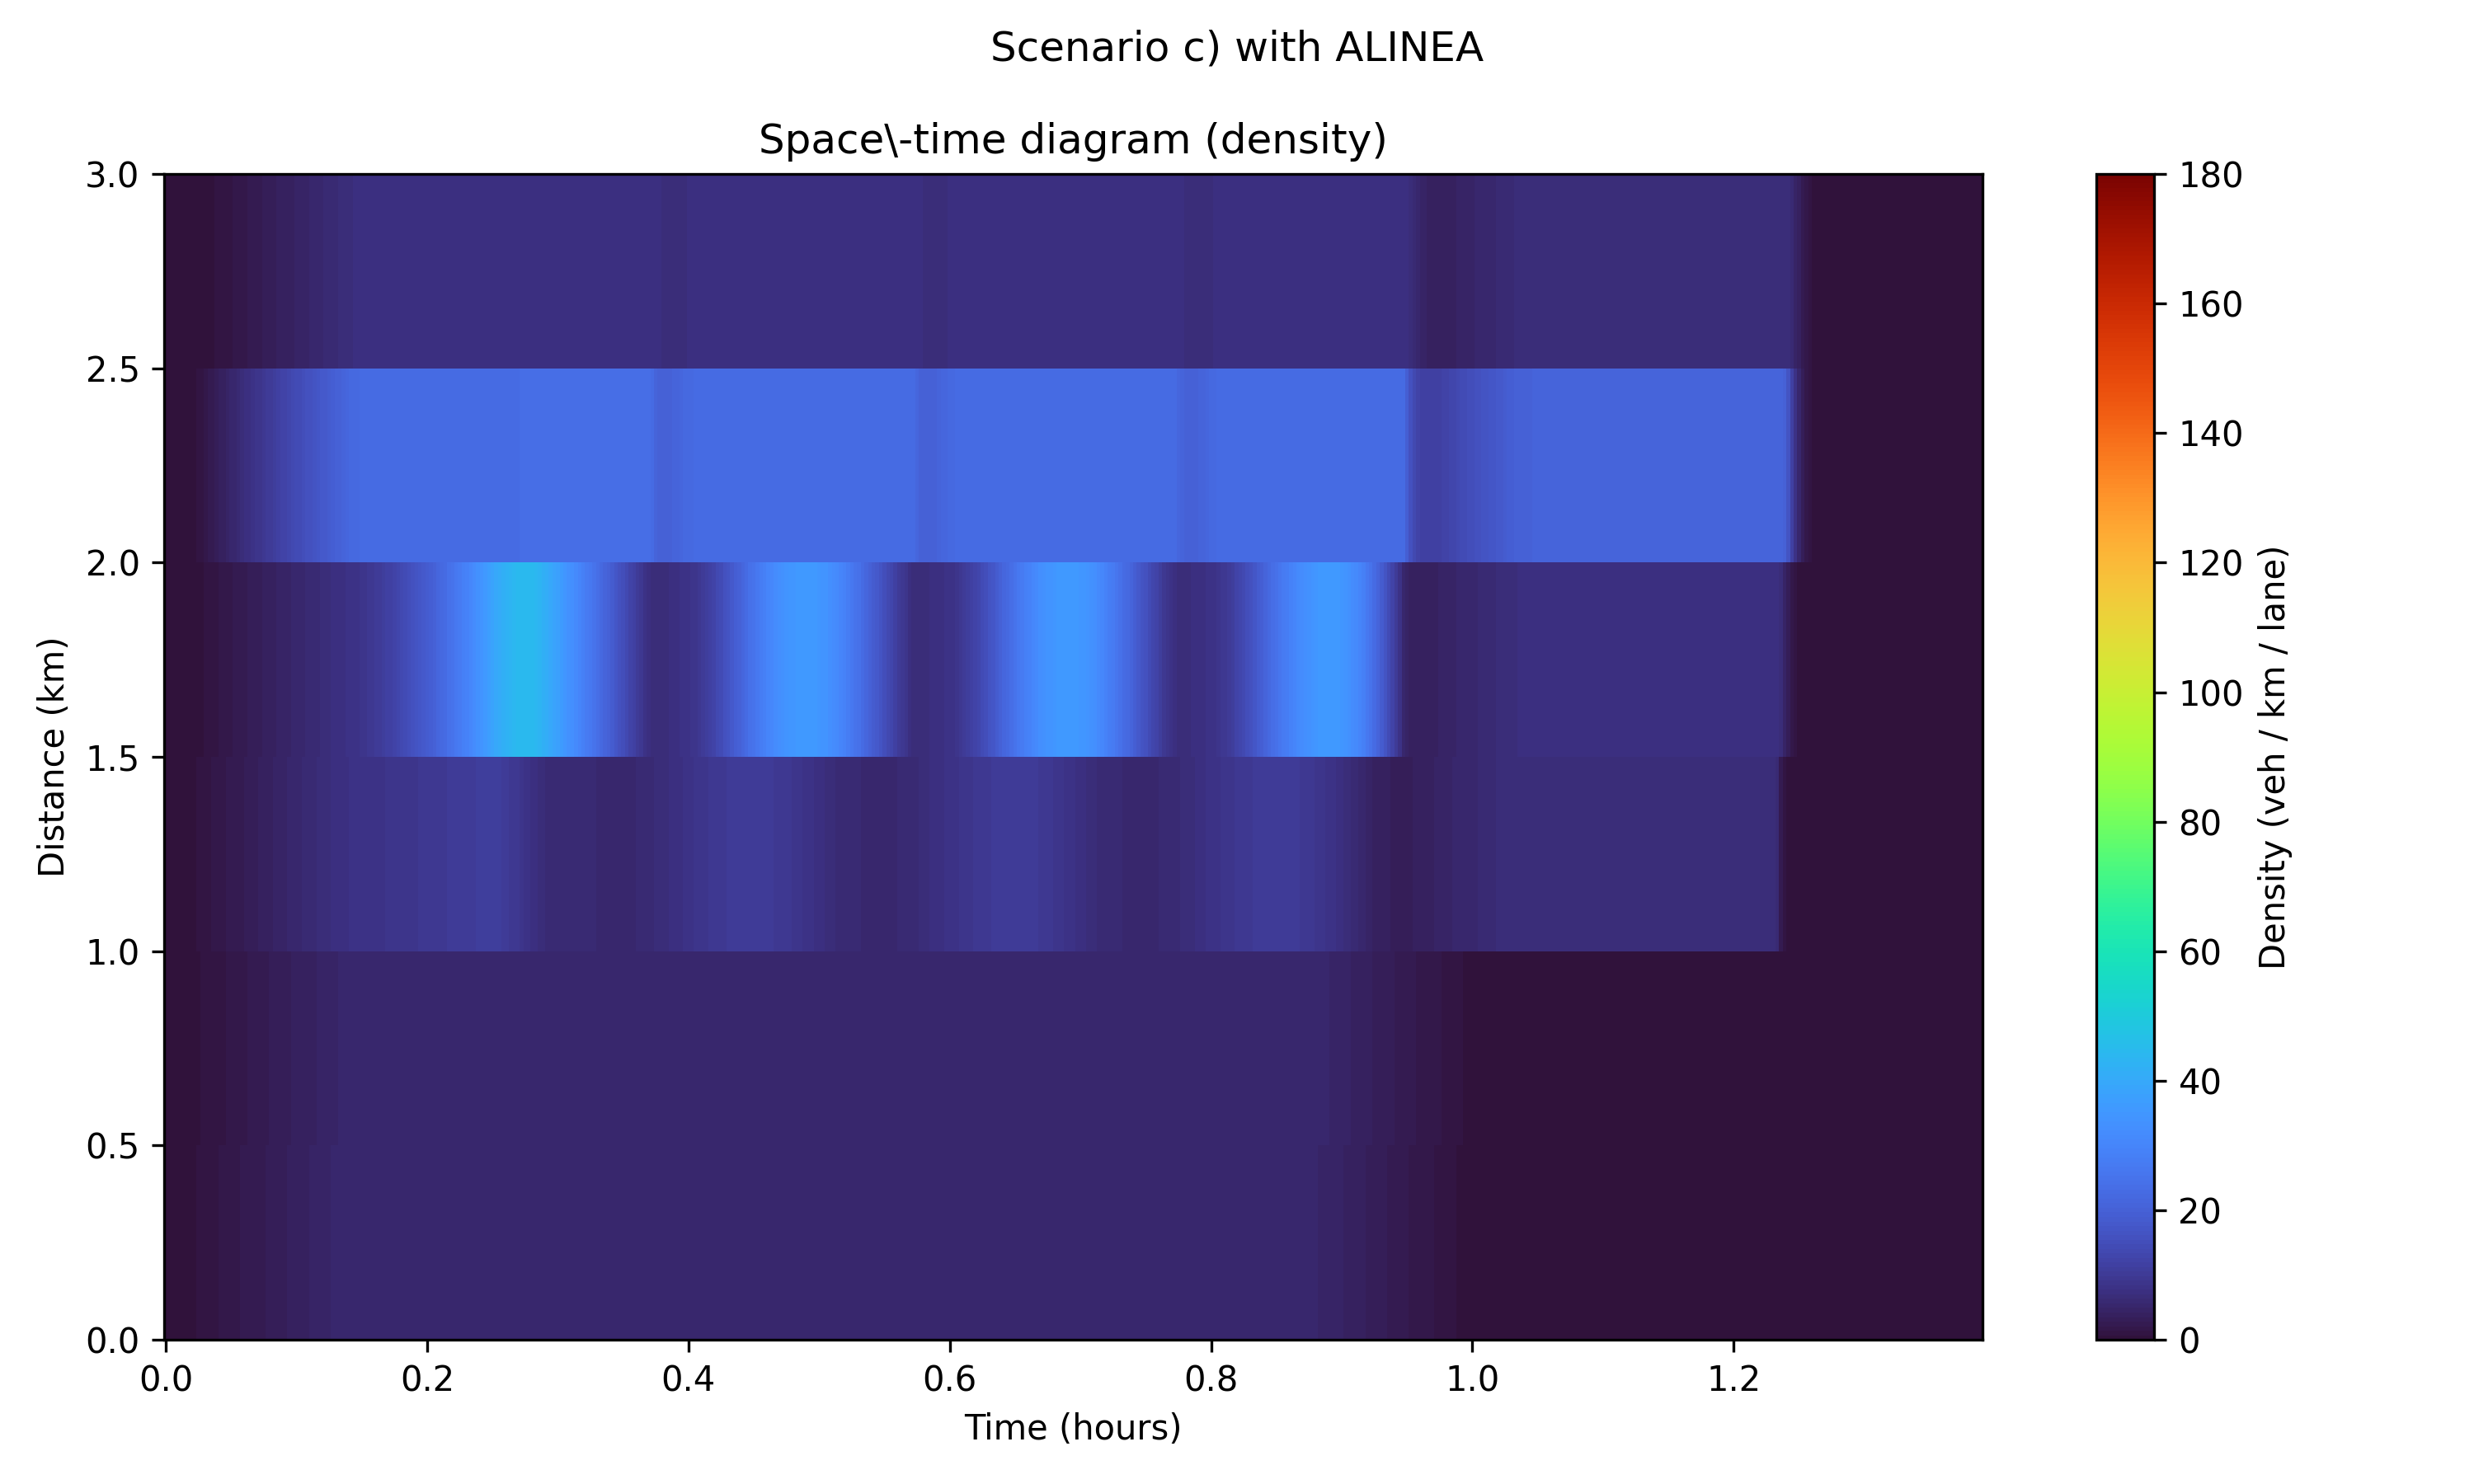 Scenario c) with ALINEA
Space\-time diagram (density)
3.0
2.5
2.0
1.5
1.0
0.5
0.0
Distance (km)
0.0 0.2 0.4 0.6 0.8 1.0 1.2
Time (hours)
180
160
140
120
100
80
60
40
20
0
Density (veh / km / lane)